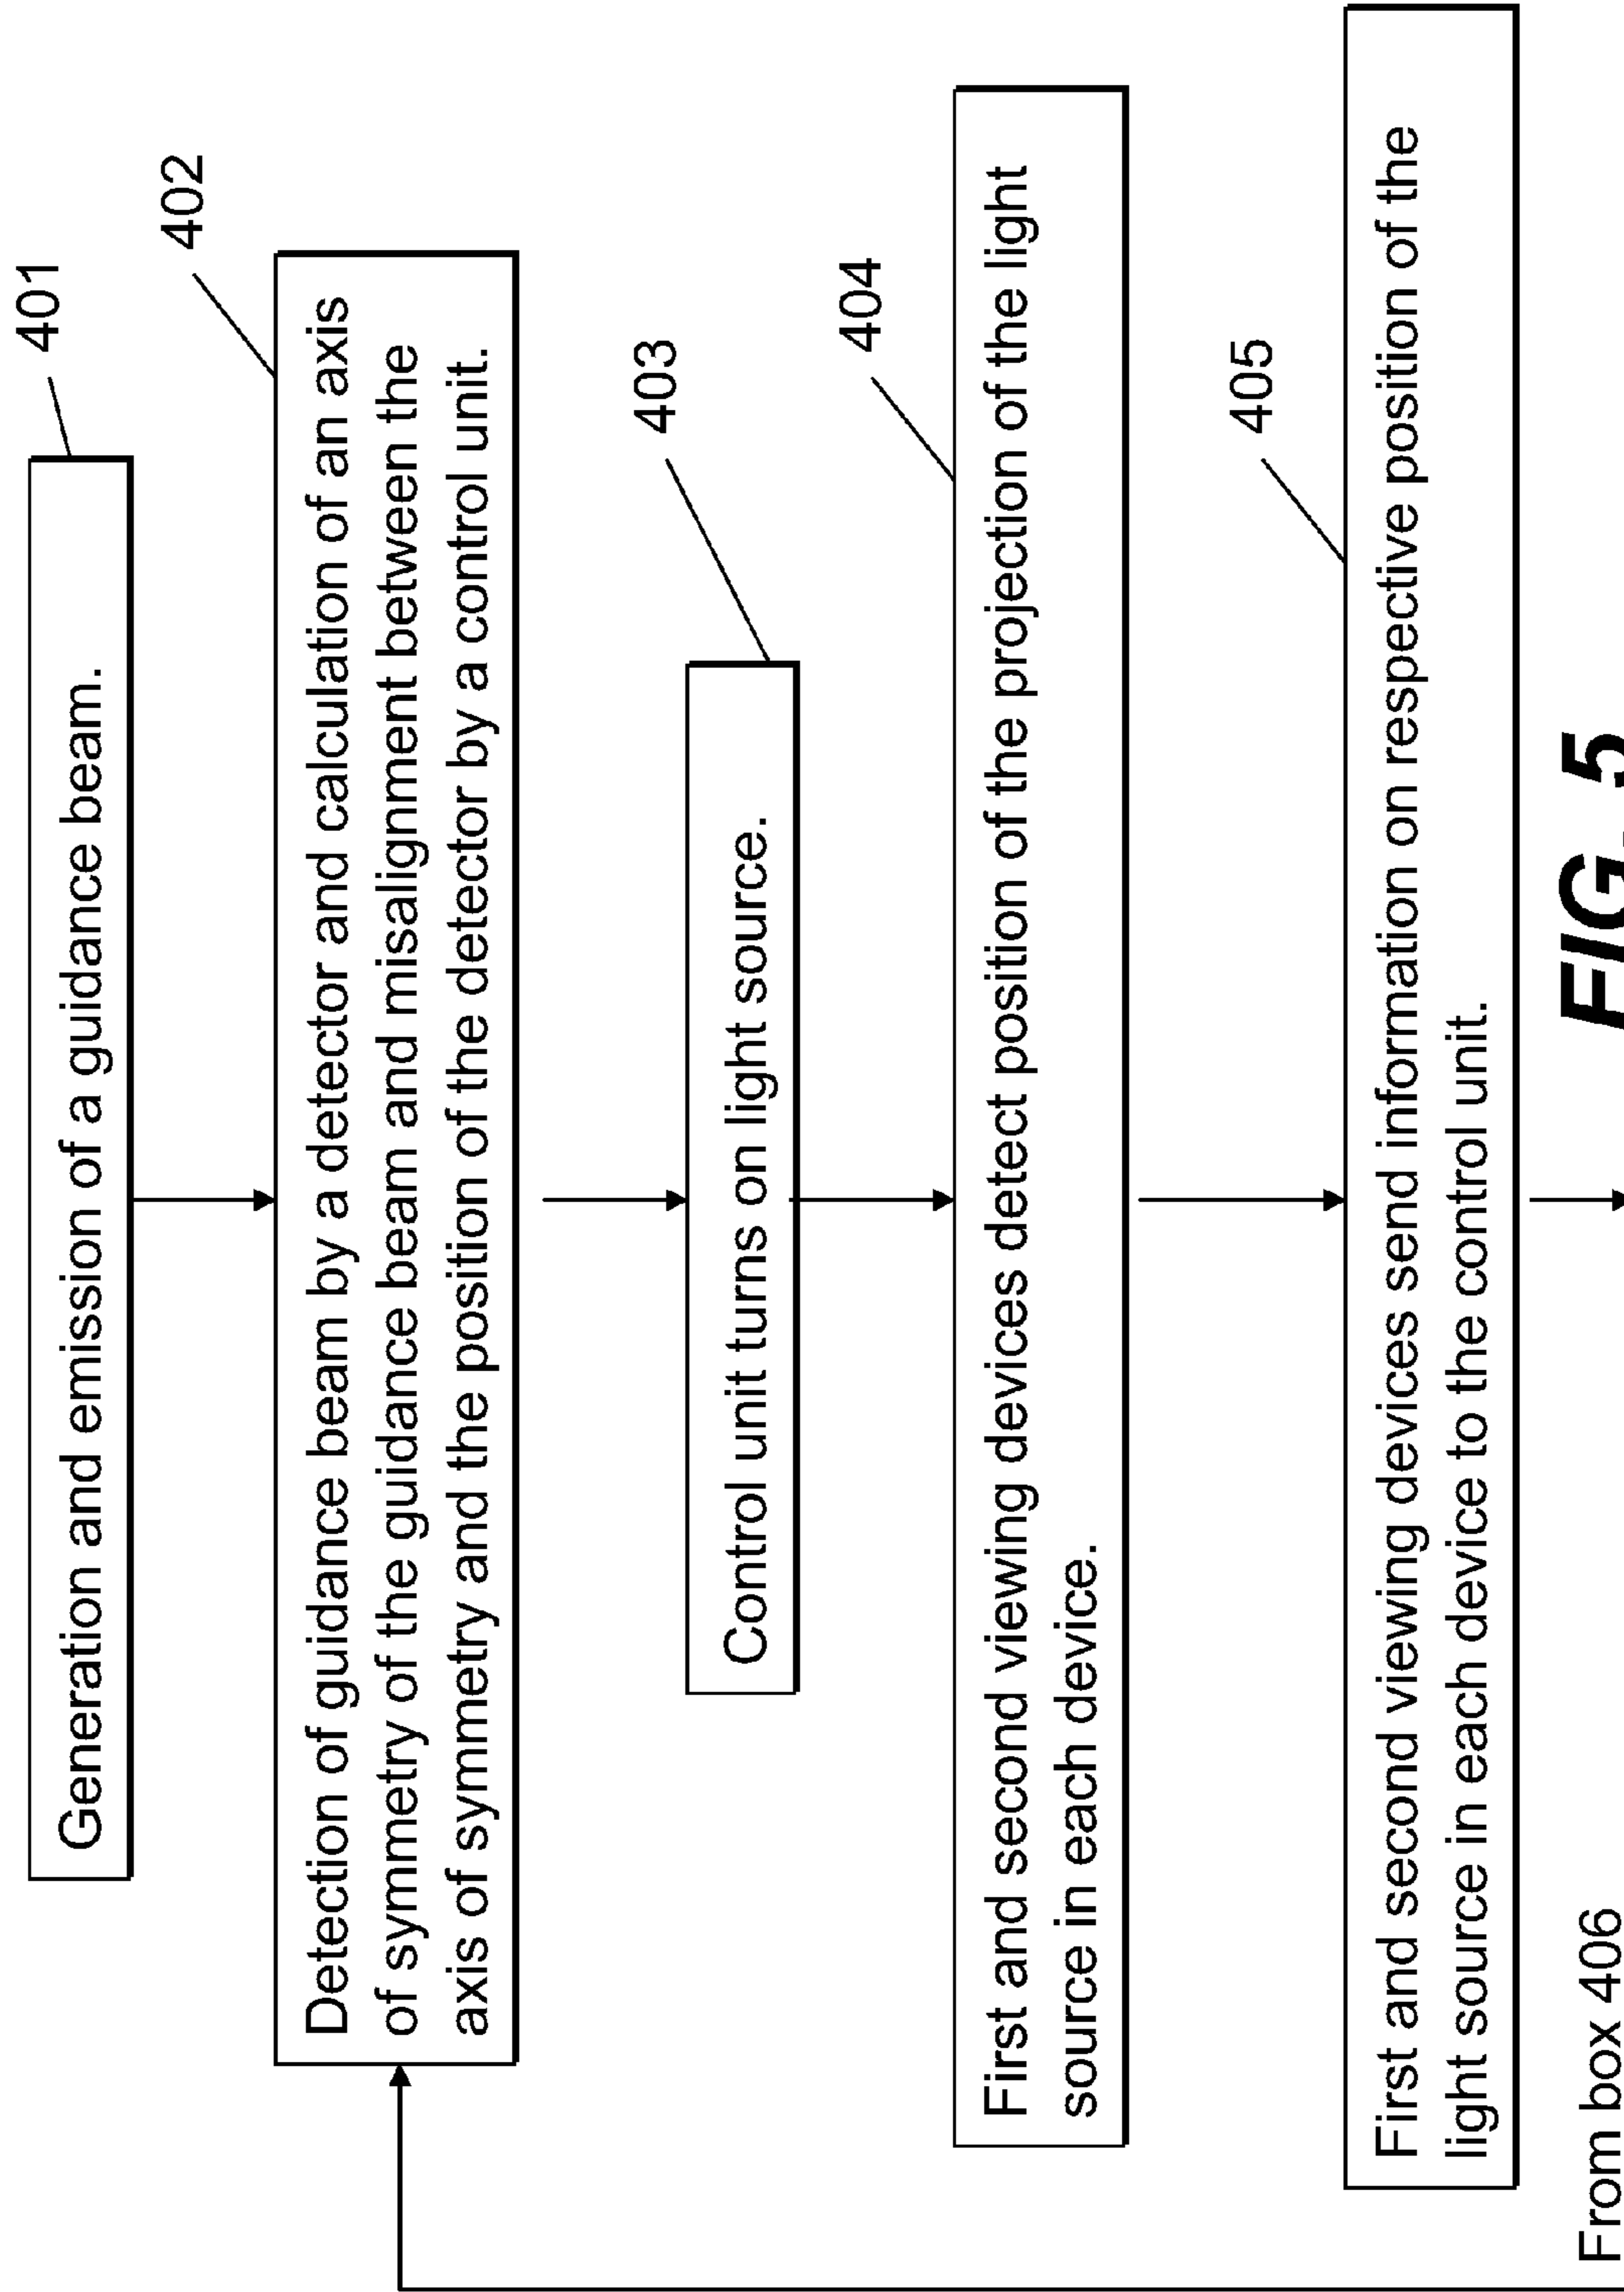 401
Generation and emission of a guidance beam.
402
Detection of guidance beam by a detector and calculation of an axis
of symmetry of the guidance beam and misalignment between the
axis of symmetry and the position of the detector by a control unit.
403
Control unit turns on light source.
404
First and second viewing devices detect position of the projection of the light
source in each device.
405
First and second viewing devices send information on respective position of the
light source in each device to the control unit.
From box 406
FIG. 5